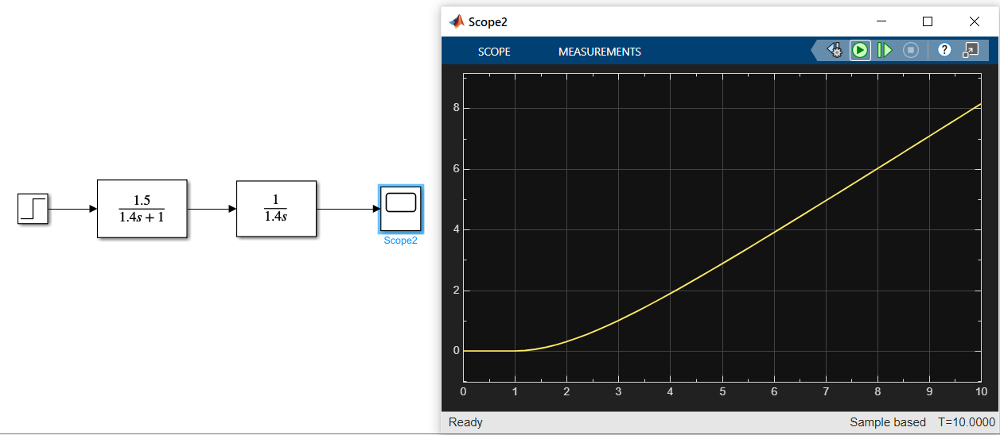 Scope2
SCOPE MEASUREMENTS ?
8
6
4
2
0
0 1 2 3 4 5 6 7 8 9 10
Ready Sample based T=10.0000
1.5
1.4s + 1
1
1.4s
Scope2